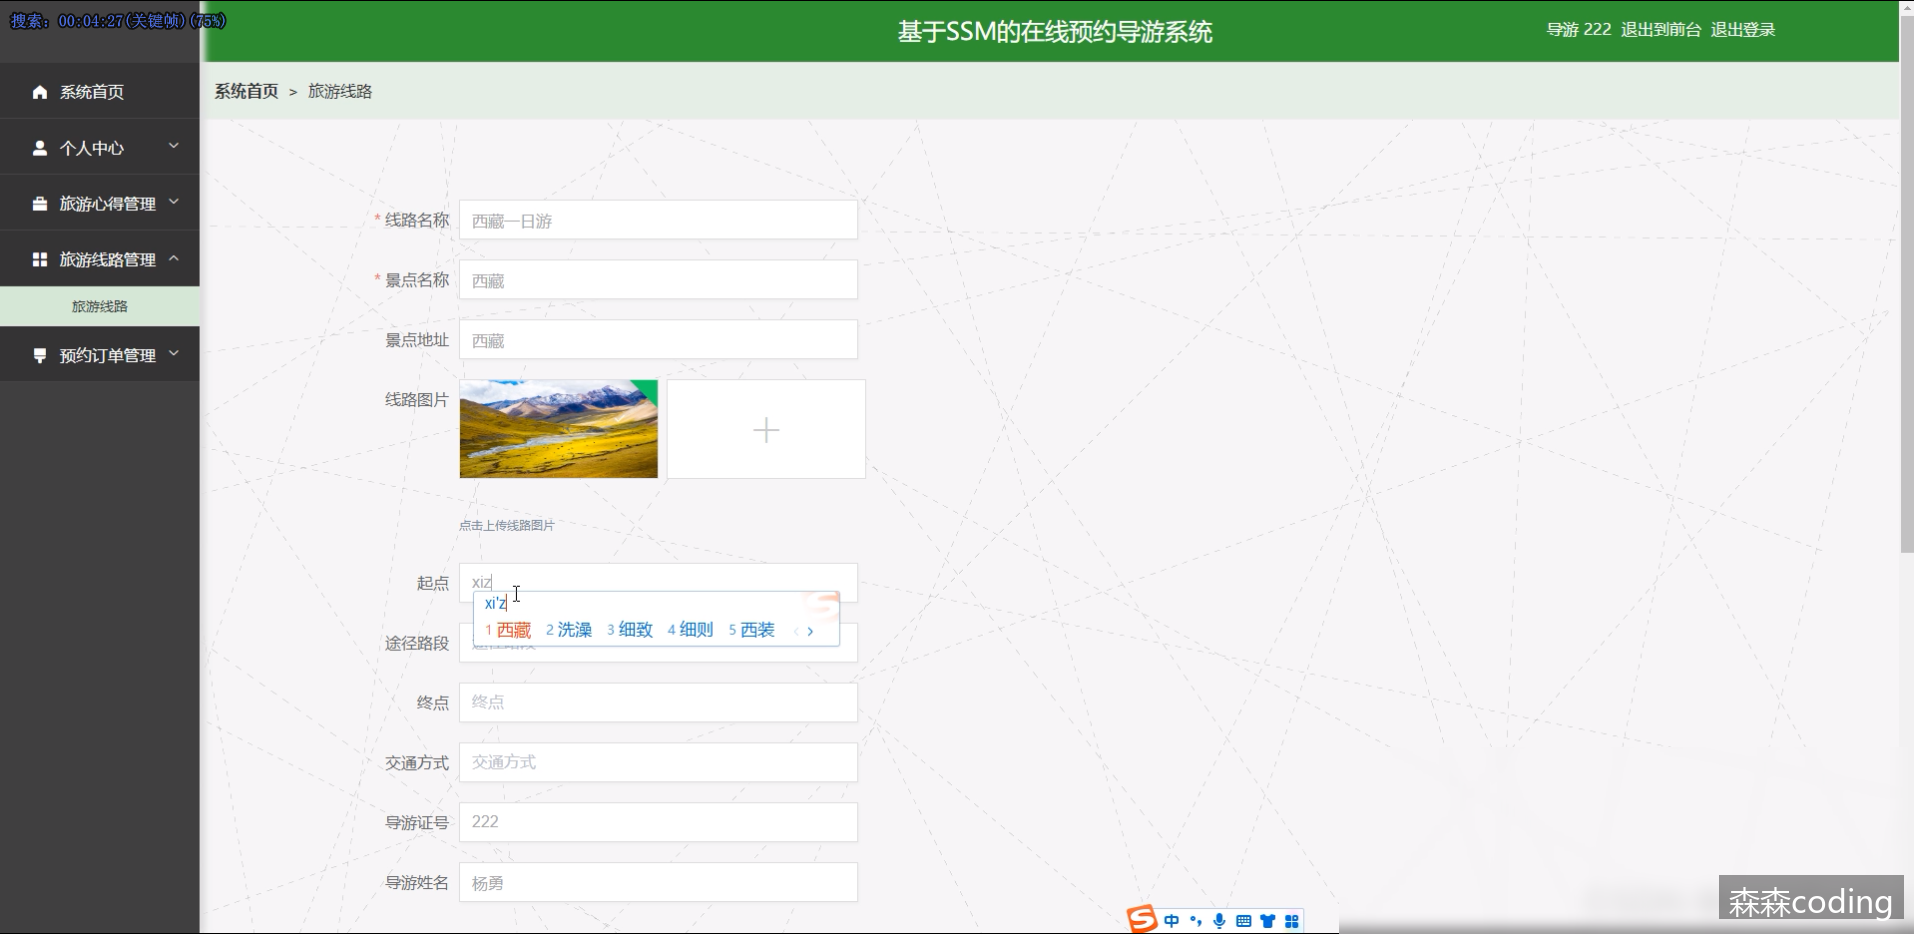 搜索: 00:04:27(关键帧)(75%)
基于SSM的在线预约导游系统
导游 222 退出到前台 退出登录
系统首页
个人中心
旅游心得管理
旅游线路管理
旅游线路
预约订单管理
系统首页 > 旅游线路
* 线路名称 西藏一日游
* 景点名称 西藏
景点地址 西藏
线路图片
点击上传线路图片
起点 xiz
xi'z
1 西藏 2 洗澡 3 细致 4 细则 5 西装
途径路段
终点 终点
交通方式 交通方式
导游证号 222
导游姓名 杨勇
中
森森coding